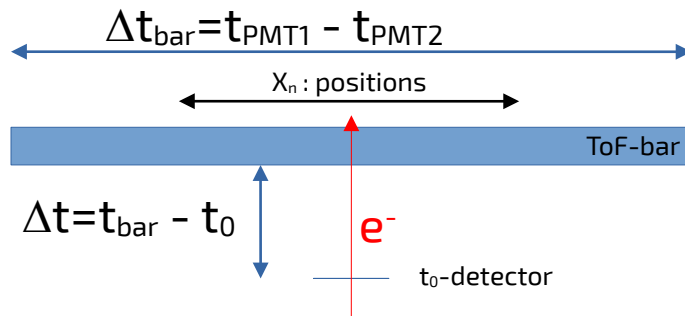 Δt_bar=t_PMT1 - t_PMT2
X_n : positions
ToF-bar
Δt=t_bar - t_0
e⁻
t_0-detector